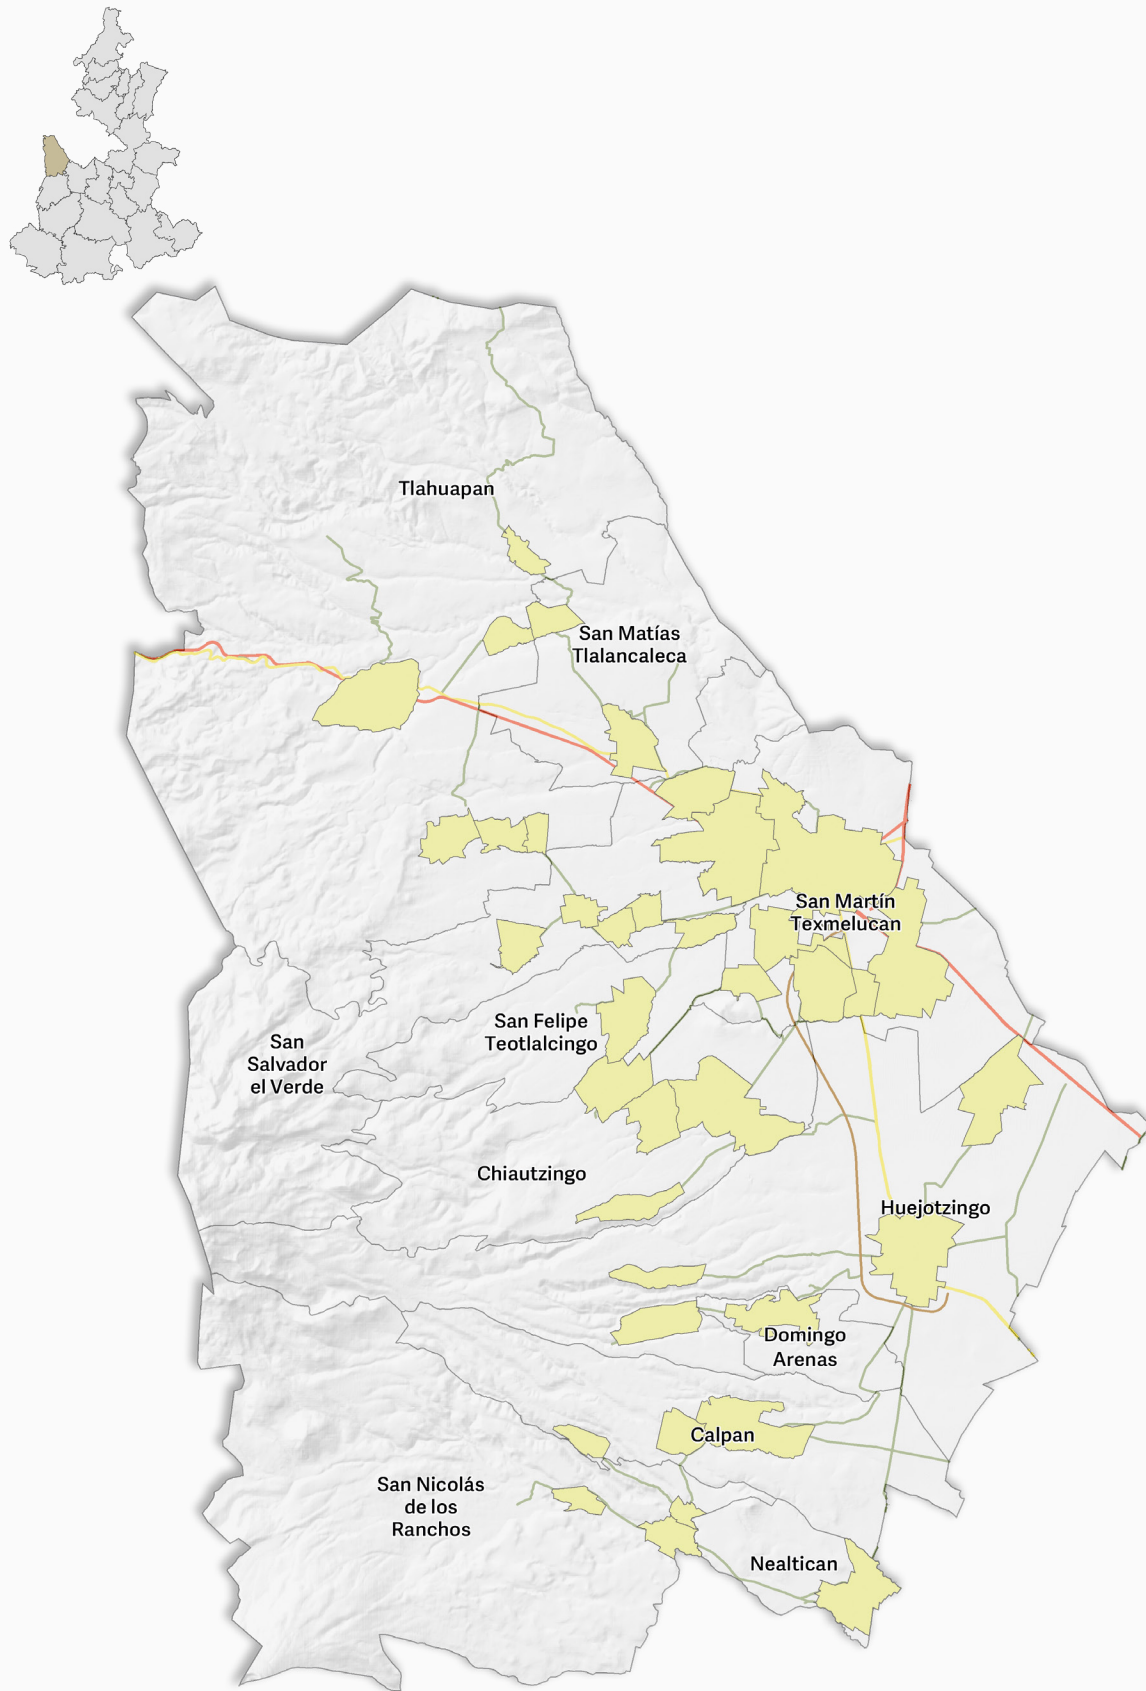 Tlahuapan
San Matías
Tlalancaleca
San Martín
Texmelucan
San Felipe
Teotlalcingo
San
Salvador
el Verde
Chiautzingo
Huejotzingo
Domingo
Arenas
Calpan
San Nicolás
de los
Ranchos
Nealtican